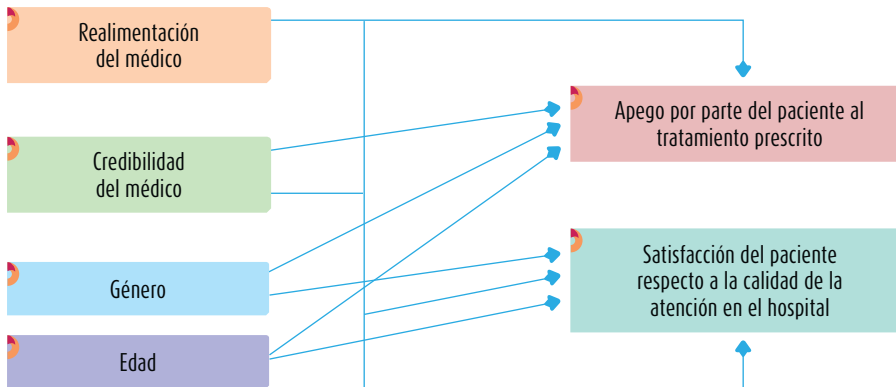 Realimentación
del médico
Credibilidad
del médico
Género
Edad
Apego por parte del paciente al
tratamiento prescrito
Satisfacción del paciente
respecto a la calidad de la
atención en el hospital